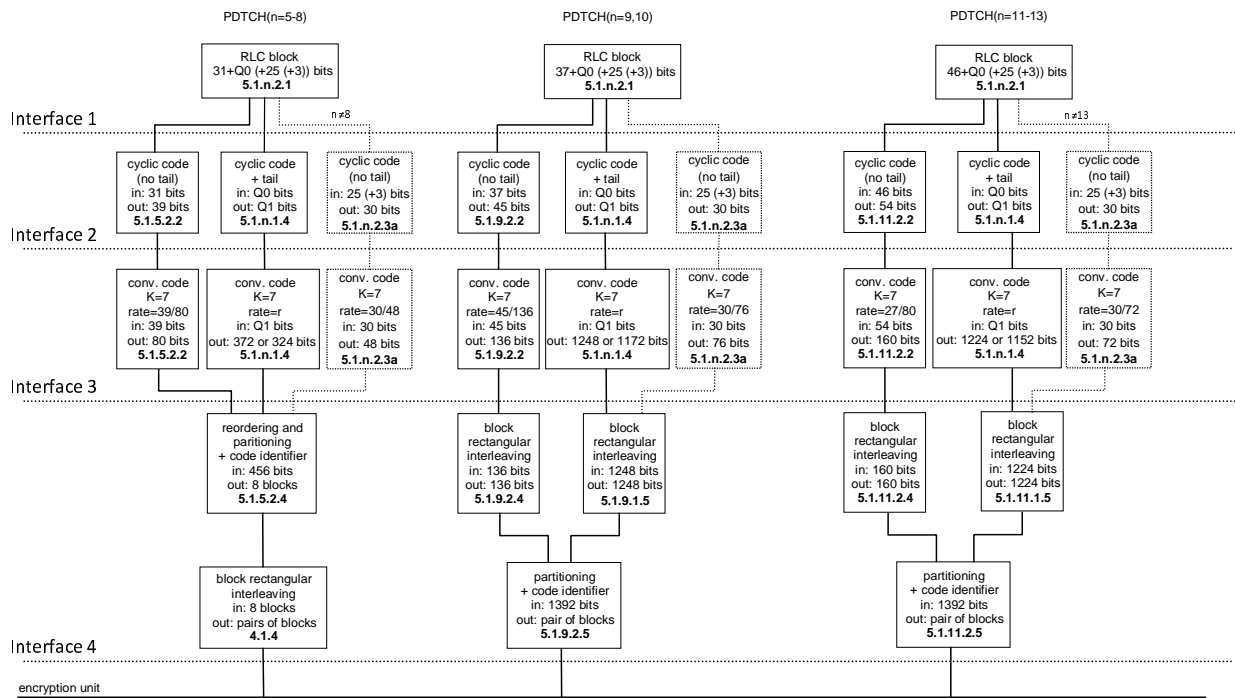 PDTCH(n=5-8)
PDTCH(n=9,10)
PDTCH(n=11-13)
RLC block
31+Q0 (+25 (+3)) bits
5.1.n.2.1
RLC block
37+Q0 (+25 (+3)) bits
5.1.n.2.1
RLC block
46+Q0 (+25 (+3)) bits
5.1.n.2.1
n≠8
n≠13
Interface 1
cyclic code
(no tail)
in: 31 bits
out: 39 bits
5.1.5.2.2
cyclic code
+ tail
in: Q0 bits
out: Q1 bits
5.1.n.1.4
cyclic code
(no tail)
in: 25 (+3) bits
out: 30 bits
5.1.n.2.3a
cyclic code
(no tail)
in: 37 bits
out: 45 bits
5.1.9.2.2
cyclic code
+ tail
in: Q0 bits
out: Q1 bits
5.1.n.1.4
cyclic code
(no tail)
in: 25 (+3) bits
out: 30 bits
5.1.n.2.3a
cyclic code
(no tail)
in: 46 bits
out: 54 bits
5.1.11.2.2
cyclic code
+ tail
in: Q0 bits
out: Q1 bits
5.1.n.1.4
cyclic code
(no tail)
in: 25 (+3) bits
out: 30 bits
5.1.n.2.3a
Interface 2
conv. code
K=7
rate=39/80
in: 39 bits
out: 80 bits
5.1.5.2.2
conv. code
K=7
rate=r
in: Q1 bits
out: 372 or 324 bits
5.1.n.1.4
conv. code
K=7
rate=30/48
in: 30 bits
out: 48 bits
5.1.n.2.3a
conv. code
K=7
rate=45/136
in: 45 bits
out: 136 bits
5.1.9.2.2
conv. code
K=7
rate=r
in: Q1 bits
out: 1248 or 1172 bits
5.1.n.1.4
conv. code
K=7
rate=30/76
in: 30 bits
out: 76 bits
5.1.n.2.3a
conv. code
K=7
rate=27/80
in: 54 bits
out: 160 bits
5.1.11.2.2
conv. code
K=7
rate=r
in: Q1 bits
out: 1224 or 1152 bits
5.1.n.1.4
conv. code
K=7
rate=30/72
in: 30 bits
out: 72 bits
5.1.n.2.3a
Interface 3
reordering and
paritioning
+ code identifier
in: 456 bits
out: 8 blocks
5.1.5.2.4
block
rectangular
interleaving
in: 136 bits
out: 136 bits
5.1.9.2.4
block
rectangular
interleaving
in: 1248 bits
out: 1248 bits
5.1.9.1.5
block
rectangular
interleaving
in: 160 bits
out: 160 bits
5.1.11.2.4
block
rectangular
interleaving
in: 1224 bits
out: 1224 bits
5.1.11.1.5
block rectangular
interleaving
in: 8 blocks
out: pairs of blocks
4.1.4
partitioning
+ code identifier
in: 1392 bits
out: pair of blocks
5.1.9.2.5
partitioning
+ code identifier
in: 1392 bits
out: pair of blocks
5.1.11.2.5
Interface 4
encryption unit